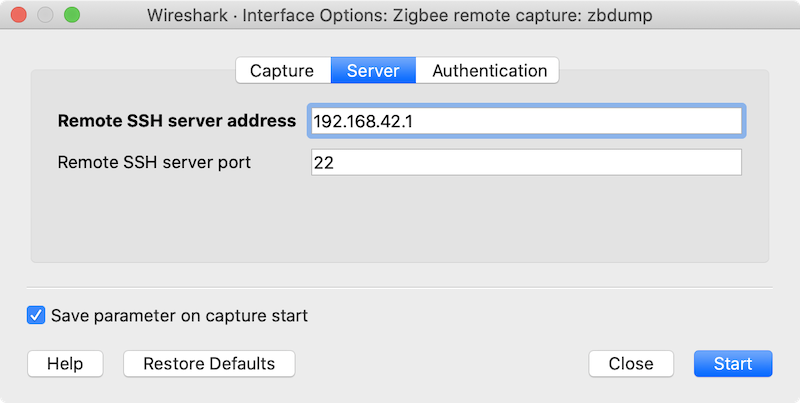 Wireshark · Interface Options: Zigbee remote capture: zbdump
Capture Server Authentication
Remote SSH server address 192.168.42.1
Remote SSH server port 22
Save parameter on capture start
Help Restore Defaults Close Start